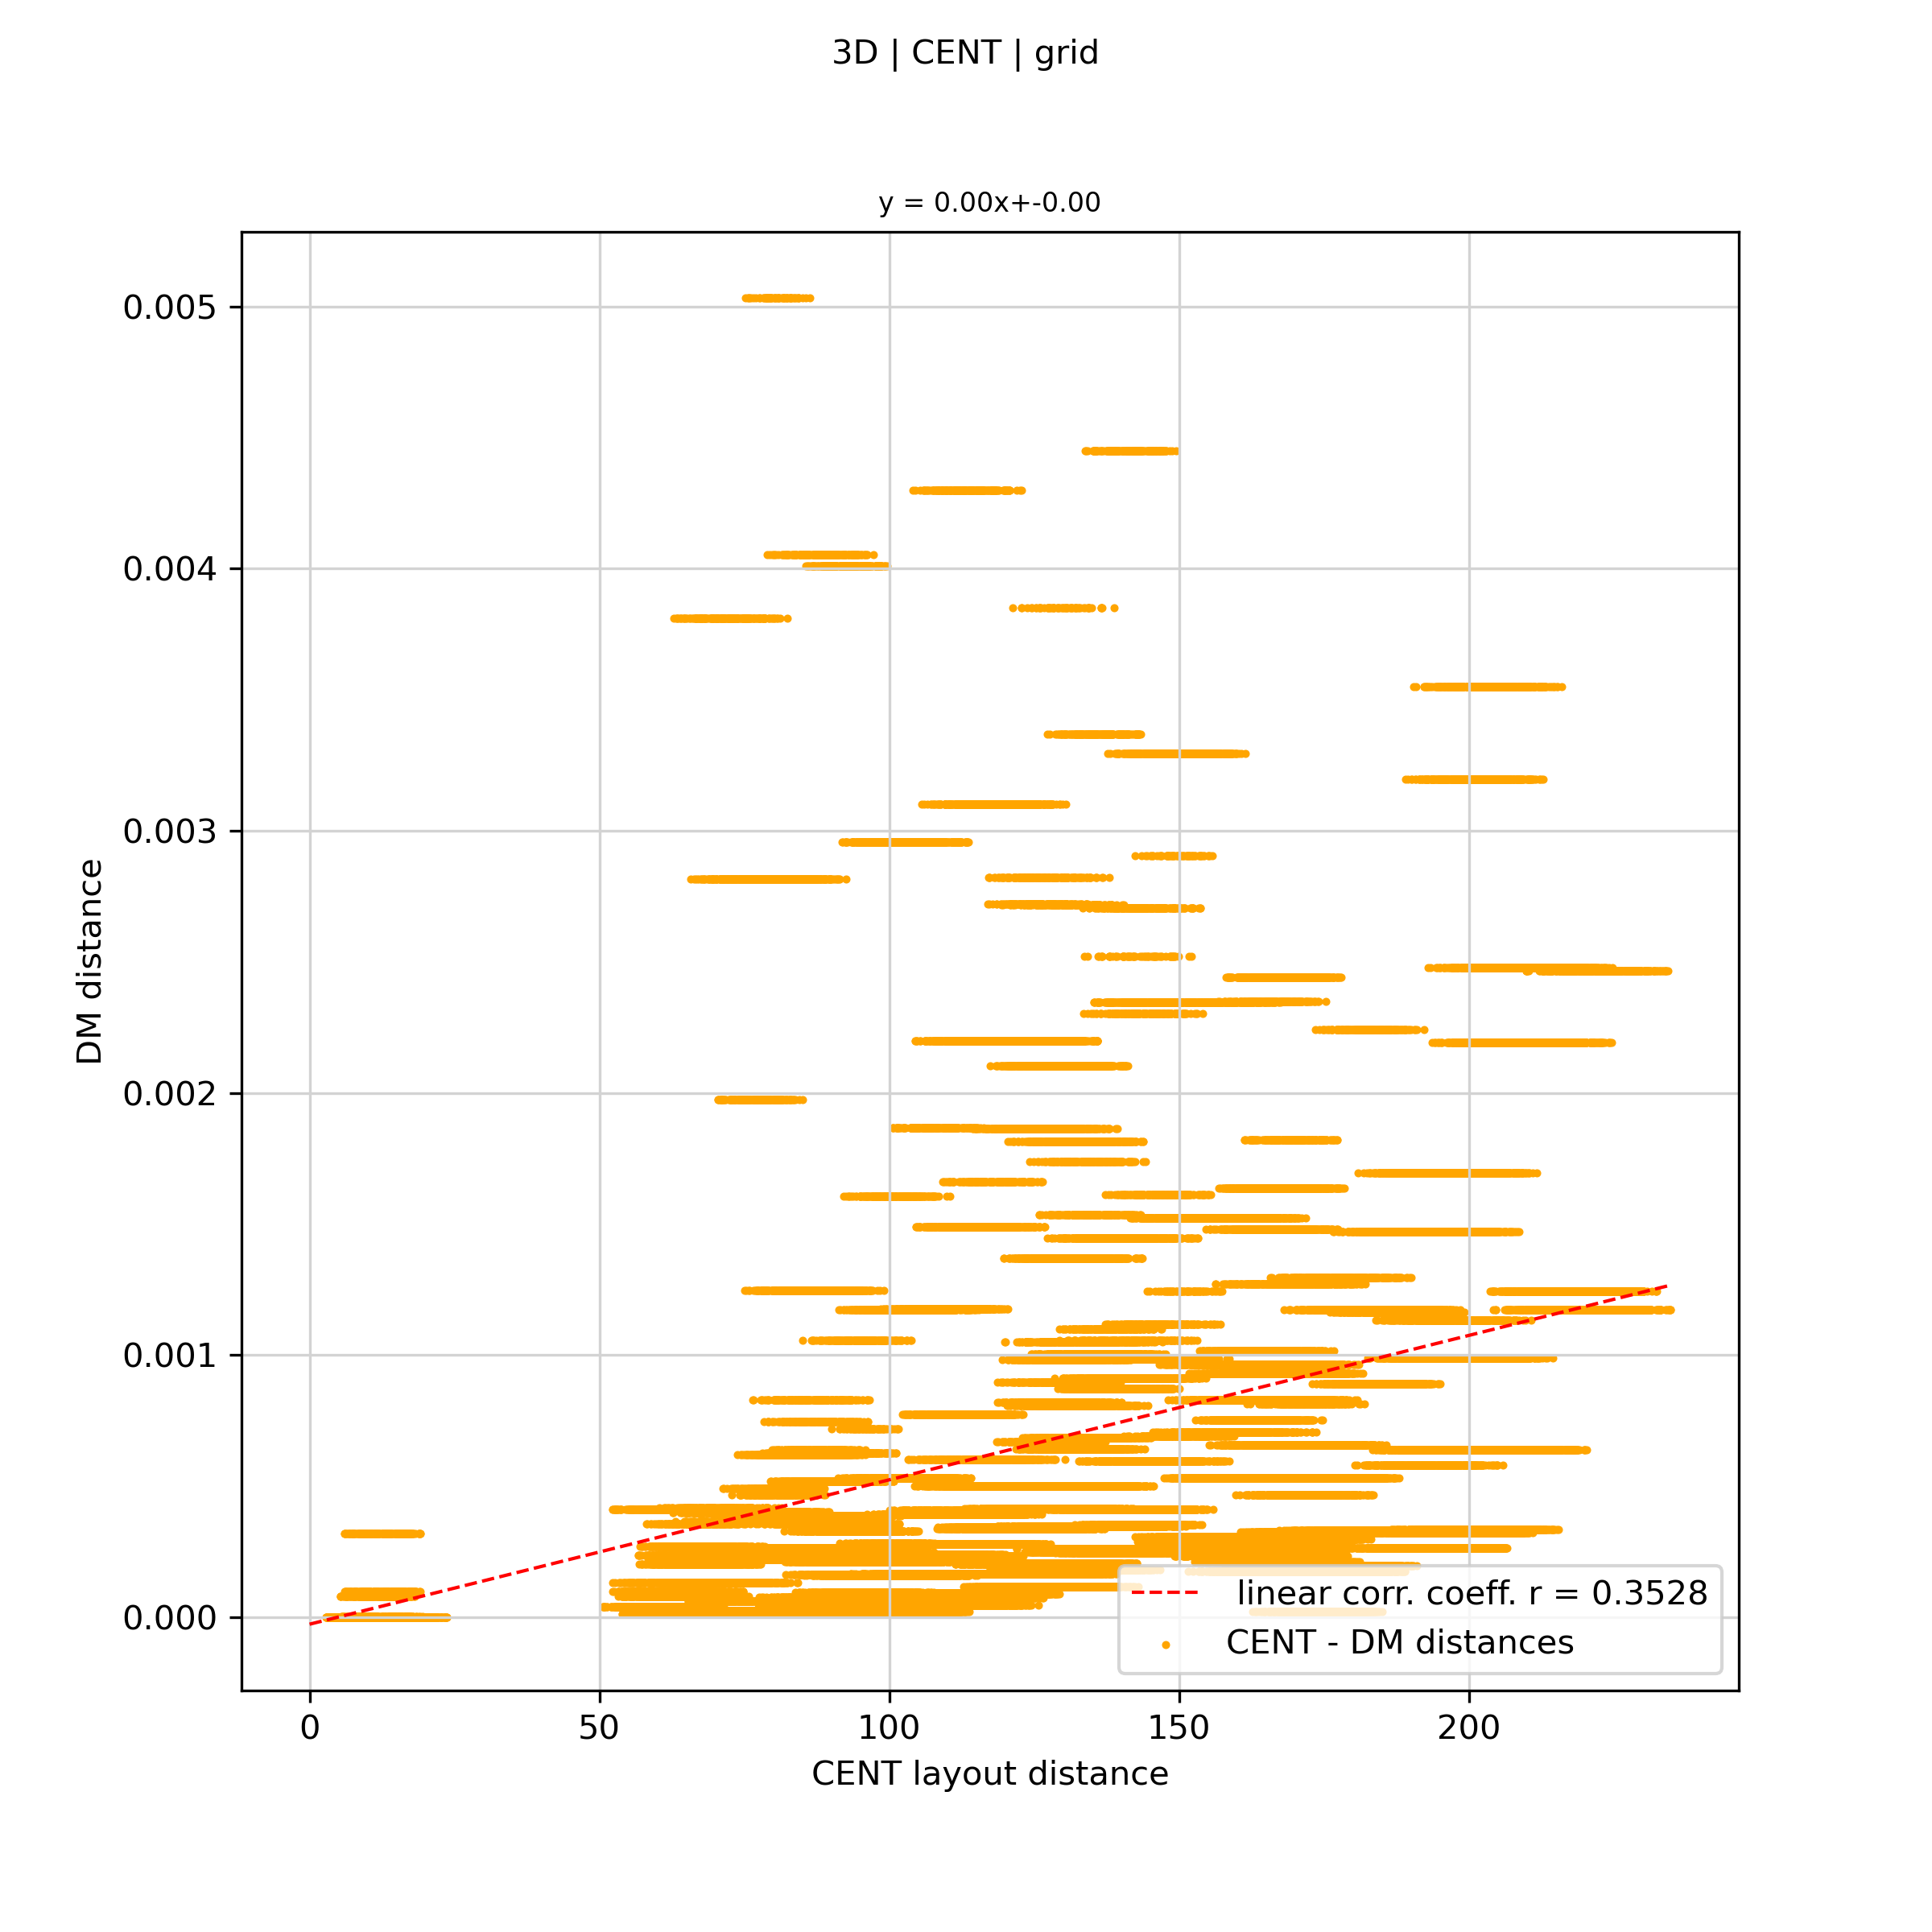 3D | CENT | grid
y = 0.00x+-0.00
0.005
0.004
0.003
0.002
0.001
0.000
DM distance
linear corr. coeff. r = 0.3528
CENT - DM distances
0 50 100 150 200
CENT layout distance